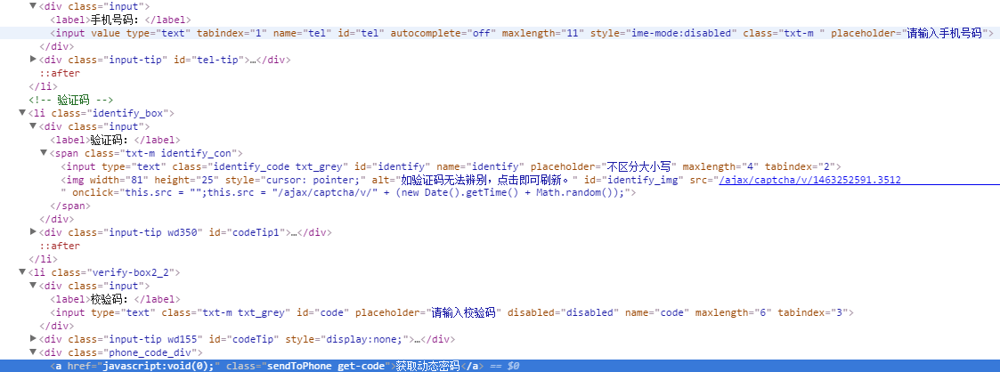 ▼<div class="input">
<label>手机号码: </label>
<input value type="text" tabindex="1" name="tel" id="tel" autocomplete="off" maxlength="11" style="ime-mode:disabled" class="txt-m " placeholder="请输入手机号码">
</div>
▶<div class="input-tip" id="tel-tip">…</div>
::after
</li>
<!-- 验证码 -->
▼<li class="identify_box">
▼<div class="input">
<label>验证码: </label>
▼<span class="txt-m identify_con">
<input type="text" class="identify_code txt_grey" id="identify" name="identify" placeholder="不区分大小写" maxlength="4" tabindex="2">
<img width="81" height="25" style="cursor: pointer;" alt="如验证码无法辨别，点击即可刷新。" id="identify_img" src="/ajax/captcha/v/1463252591.3512
" onclick="this.src = "";this.src = "/ajax/captcha/v/" + (new Date().getTime() + Math.random());">
</span>
</div>
▶<div class="input-tip wd350" id="codeTip1">…</div>
::after
</li>
▼<li class="verify-box2_2">
▼<div class="input">
<label>校验码: </label>
<input type="text" class="txt-m txt_grey" id="code" placeholder="请输入校验码" disabled="disabled" name="code" maxlength="6" tabindex="3">
</div>
▶<div class="input-tip wd155" id="codeTip" style="display:none;">…</div>
▼<div class="phone_code_div">
<a href="javascript:void(0);" class="sendToPhone get-code">获取动态密码</a> == $0